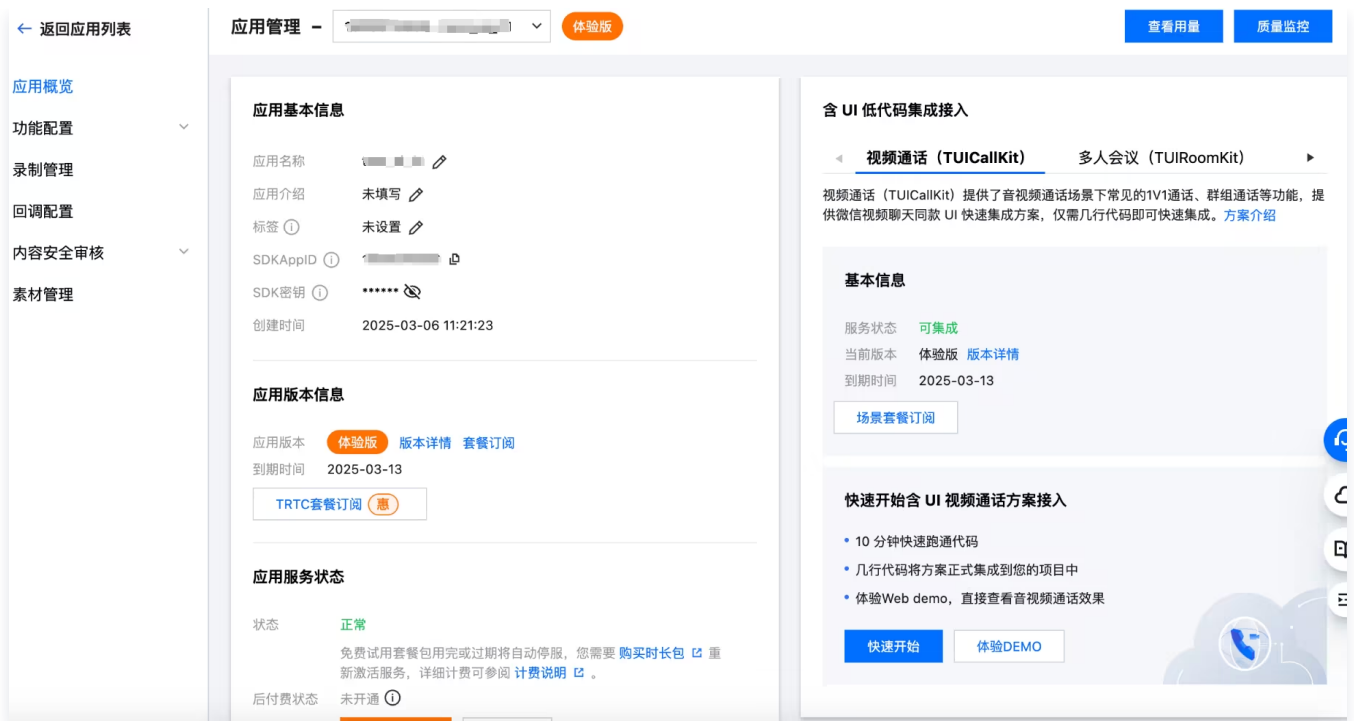 返回应用列表
应用概览
功能配置
录制管理
回调配置
内容安全审核
素材管理
应用管理 –
体验版
查看用量
质量监控
应用基本信息
应用名称
应用介绍 未填写
标签 未设置
SDKAppID
SDK密钥 ******
创建时间 2025-03-06 11:21:23
应用版本信息
应用版本 体验版 版本详情 套餐订阅
到期时间 2025-03-13
TRTC套餐订阅 惠
应用服务状态
状态 正常
免费试用套餐包用完或过期将自动停服，您需要 购买时长包 重
新激活服务，详细计费可参阅 计费说明 。
后付费状态 未开通
含 UI 低代码集成接入
视频通话（TUICallKit） 多人会议（TUIRoomKit）
视频通话（TUICallKit）提供了音视频通话场景下常见的1V1通话、群组通话等功能，提
供微信视频聊天同款 UI 快速集成方案，仅需几行代码即可快速集成。方案介绍
基本信息
服务状态 可集成
当前版本 体验版 版本详情
到期时间 2025-03-13
场景套餐订阅
快速开始含 UI 视频通话方案接入
• 10 分钟快速跑通代码
• 几行代码将方案正式集成到您的项目中
• 体验Web demo，直接查看音视频通话效果
快速开始 体验DEMO